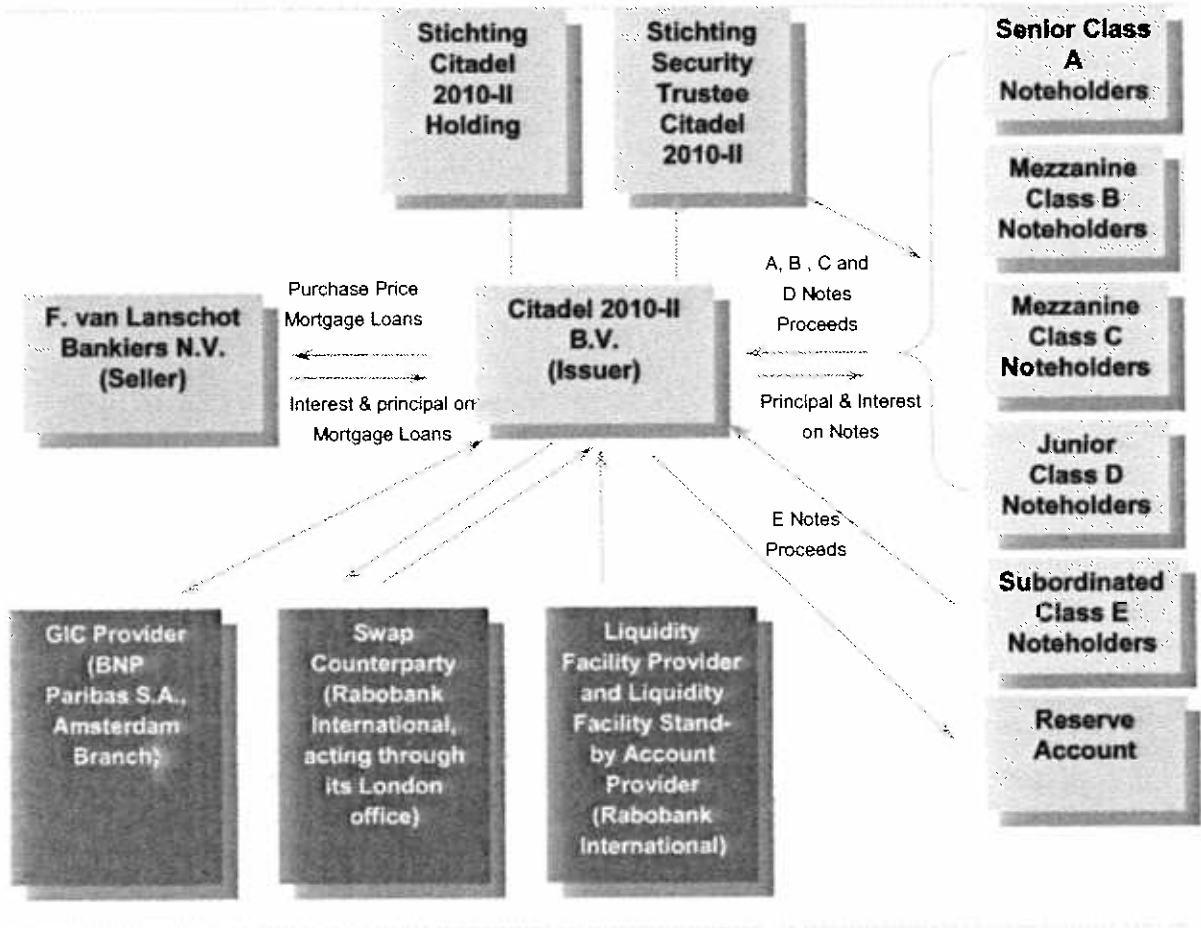 Stichting
Citadel
2010-II
Holding
Stichting
Security
Trustee
Citadel
2010-II
Senior Class
A
Noteholders
Mezzanine
Class B
Noteholders
Mezzanine
Class C
Noteholders
Junior
Class D
Noteholders
Subordinated
Class E
Noteholders
Reserve
Account
F. van Lanschot
Bankiers N.V.
(Seller)
Purchase Price
Mortgage Loans
Interest & principal on
Mortgage Loans
Citadel 2010-II
B.V.
(Issuer)
A, B , C and
D Notes
Proceeds
Principal & Interest
on Notes
E Notes
Proceeds
GIC Provider
(BNP
Paribas S.A.,
Amsterdam
Branch)
Swap
Counterparty
(Rabobank
International,
acting through
its London
office)
Liquidity
Facility Provider
and Liquidity
Facility Stand-
by Account
Provider
(Rabobank
International)